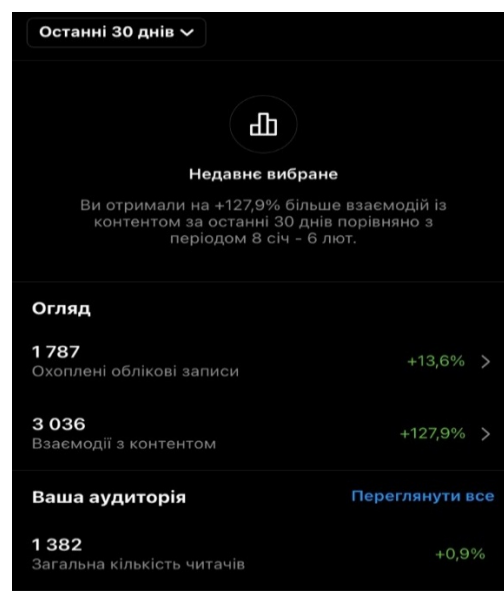 Останні 30 днів
Недавнє вибране
Ви отримали на +127,9% більше взаємодій із
контентом за останні 30 днів порівняно з
періодом 8 січ - 6 лют.
Огляд
1 787
Охоплені облікові записи
+13,6%
3 036
Взаємодії з контентом
+127,9%
Ваша аудиторія
Переглянути все
1 382
Загальна кількість читачів
+0,9%